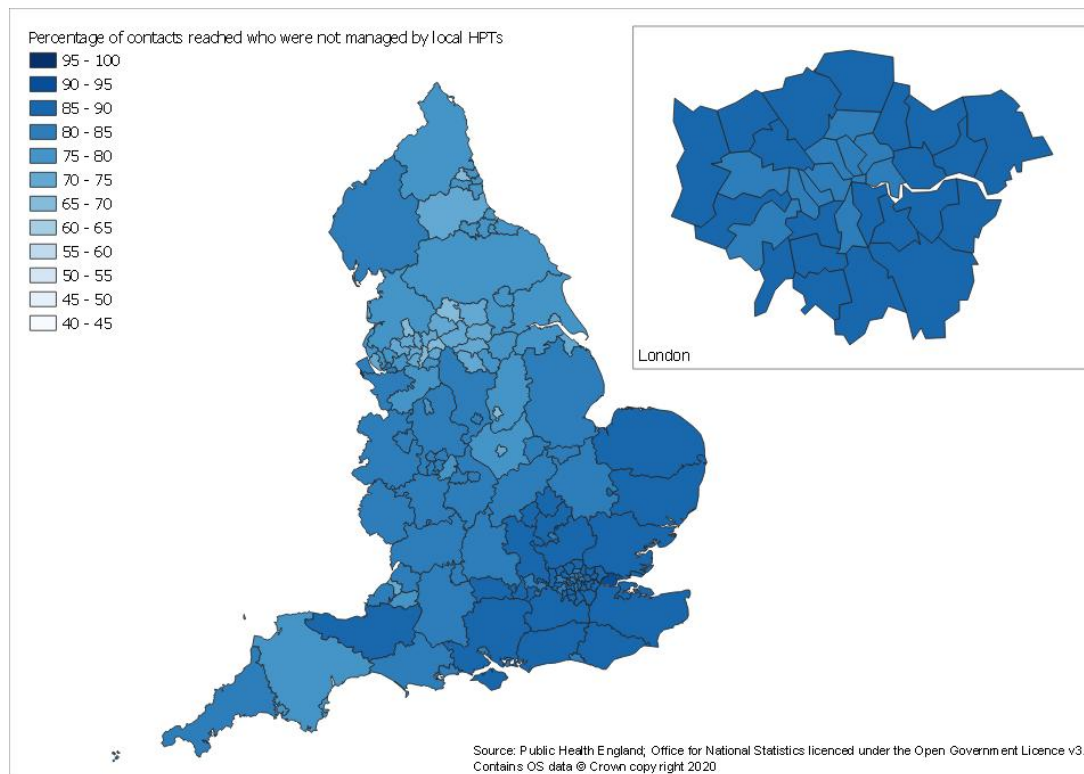 Percentage of contacts reached who were not managed by local HPTs
95 - 100
90 - 95
85 - 90
80 - 85
75 - 80
70 - 75
65 - 70
60 - 65
55 - 60
50 - 55
45 - 50
40 - 45
London
Source: Public Health England; Office for National Statistics licenced under the Open Government Licence v3.
Contains OS data © Crown copyright 2020